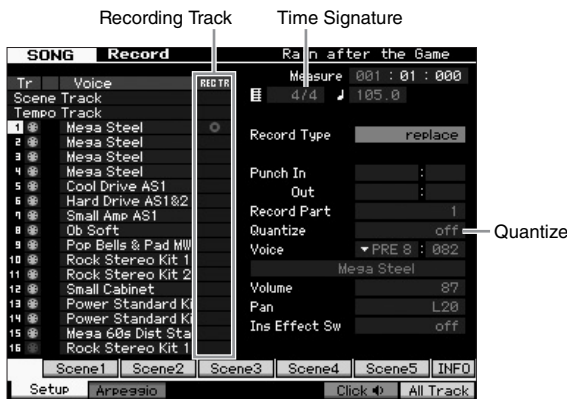 Recording Track Time Signature
SONG Record Rain after the Game
Measure 001 : 01 : 000
Tr Voice REC TR
4/4 105.0
Scene Track
Tempo Track
1 Mega Steel
2 Mega Steel
Record Type replace
3 Mega Steel
4 Mega Steel
Punch In :
5 Cool Drive AS1
Out :
6 Hard Drive AS1&2
7 Small Amp AS1
Record Part 1
8 Ob Soft
Quantize off Quantize
9 Pop Bells & Pad MW
Voice PRE 8 : 082
10 Rock Stereo Kit 1
Mega Steel
11 Rock Stereo Kit 2
12 Small Cabinet
Volume 87
13 Power Standard Ki
Pan L20
14 Power Standard Ki
Ins Effect Sw off
15 Mega 60s Dist Sta
16 Rock Stereo Kit 1
Scene1 Scene2 Scene3 Scene4 Scene5 INFO
Setup Arpeggio Click All Track